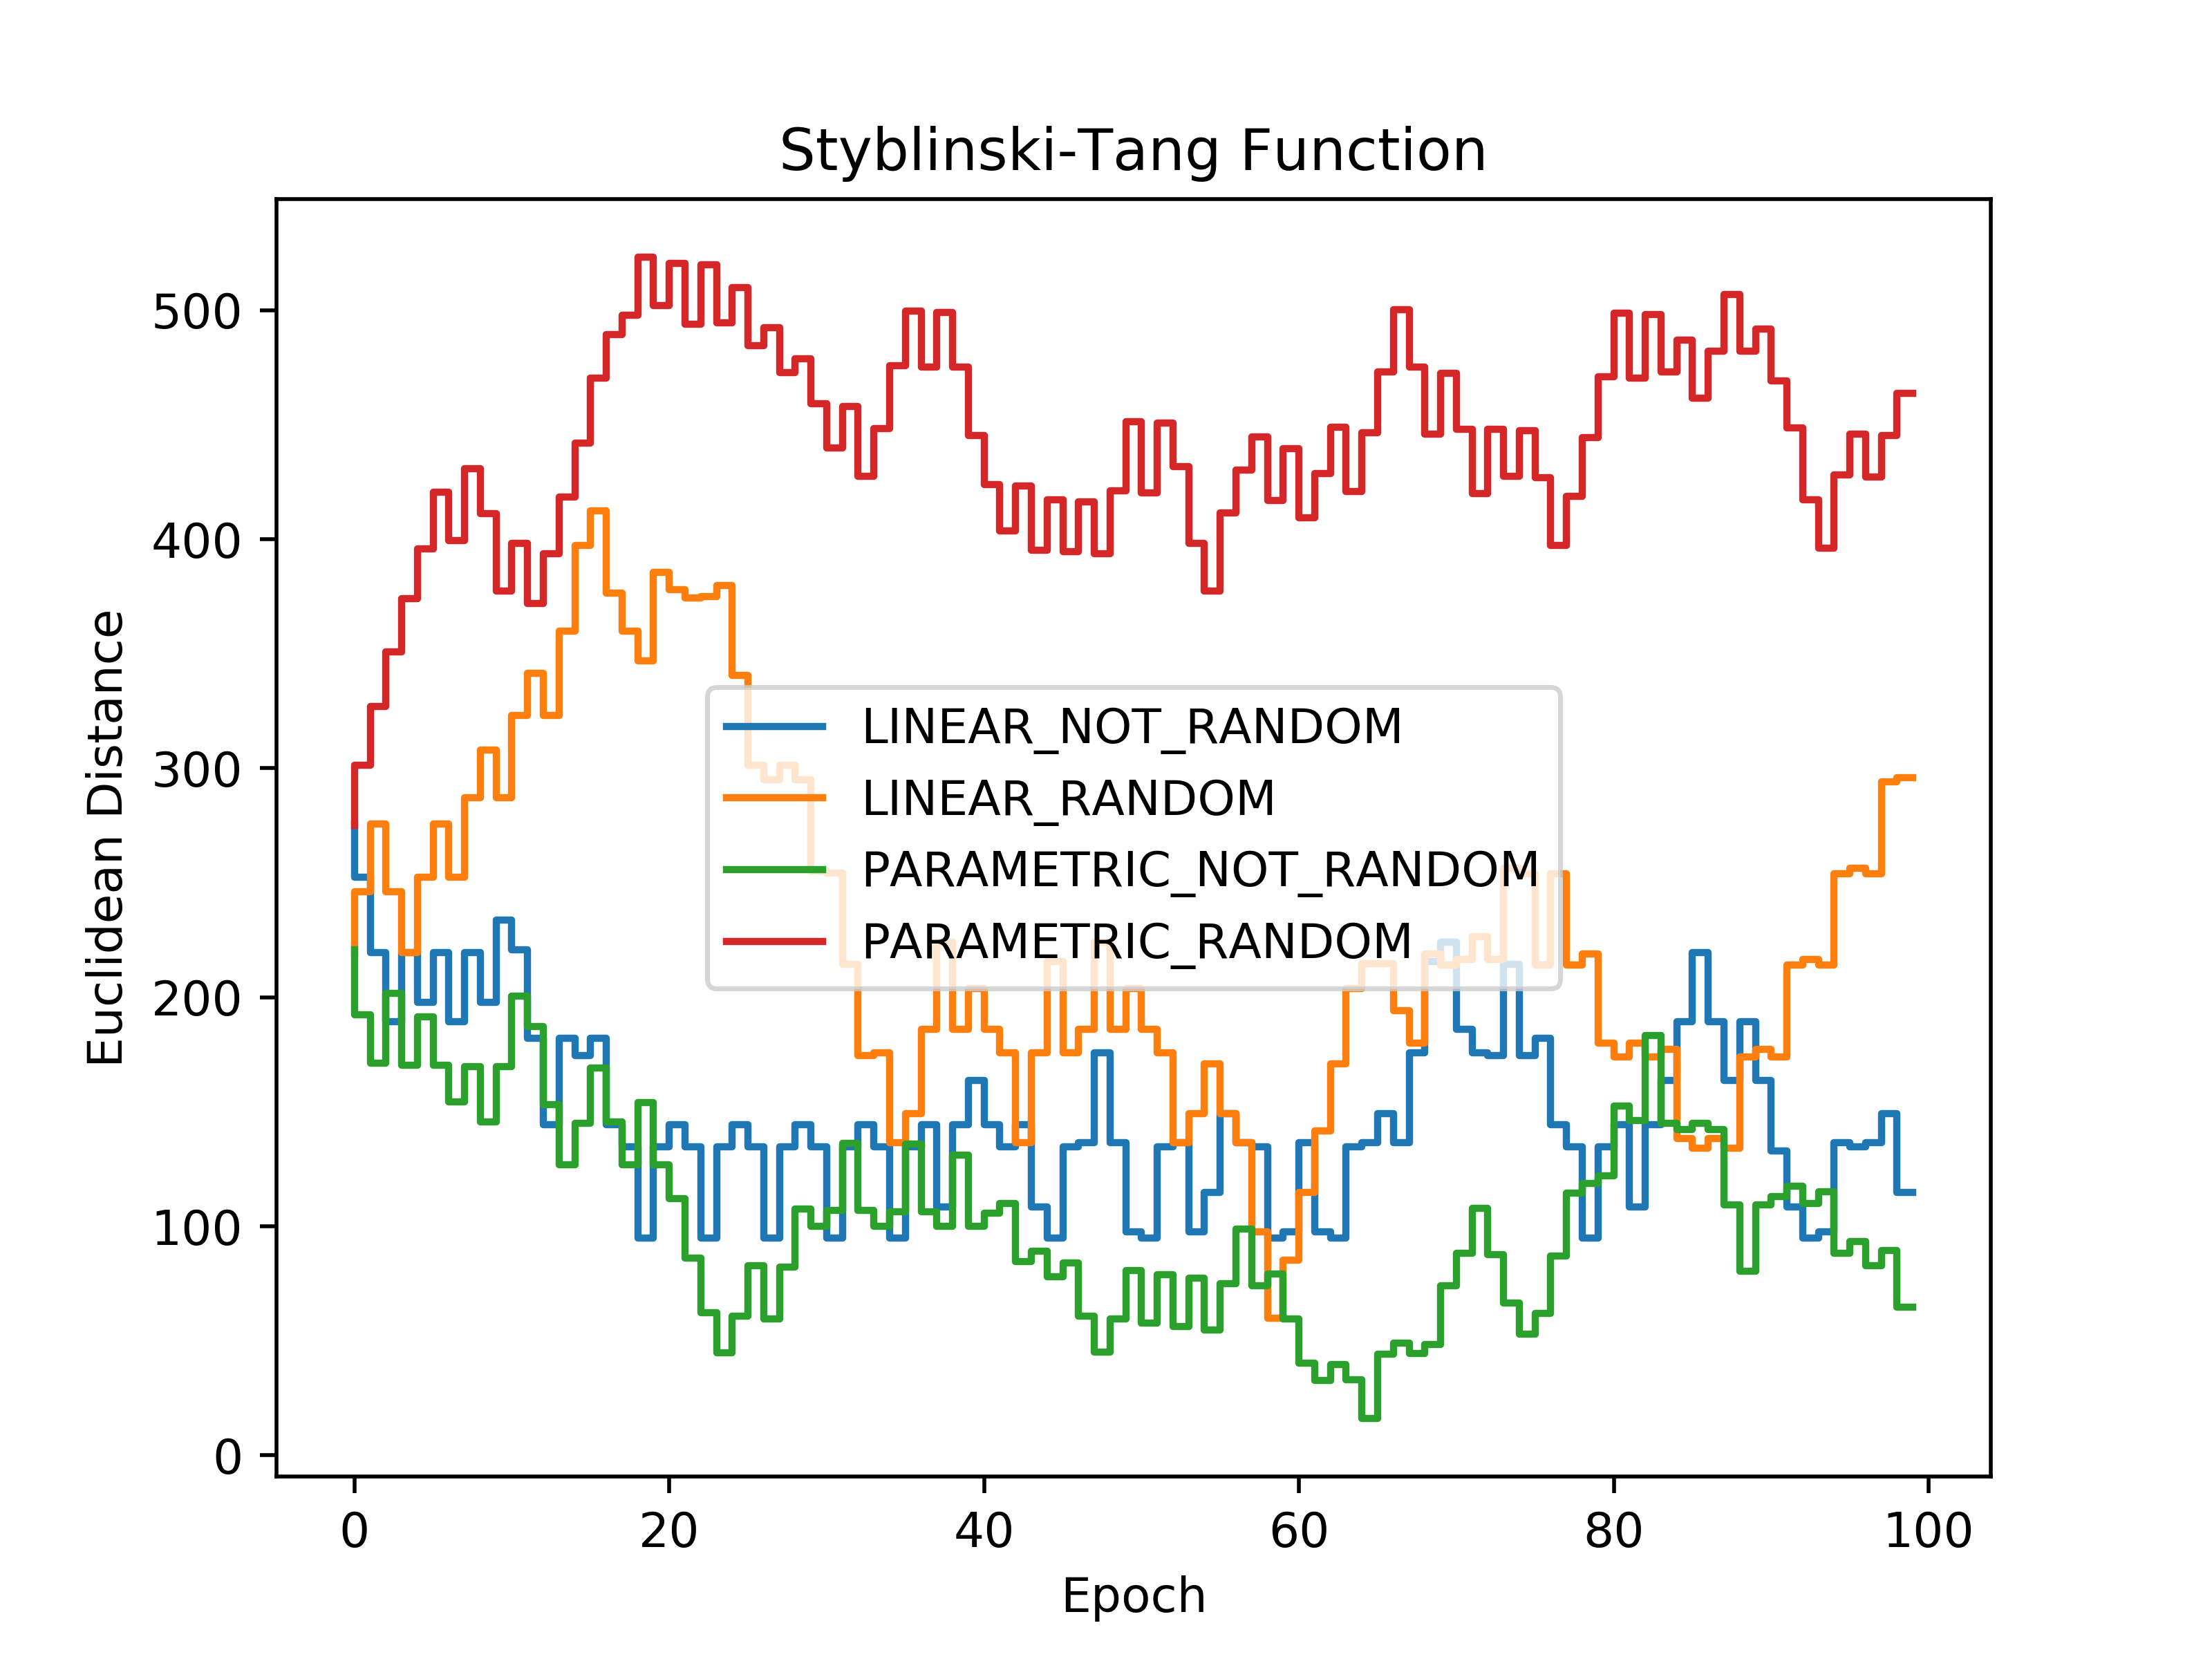 Styblinski-Tang Function
Euclidean Distance
500
400
300
200
100
0
LINEAR_NOT_RANDOM
LINEAR_RANDOM
PARAMETRIC_NOT_RANDOM
PARAMETRIC_RANDOM
0 20 40 60 80 100
Epoch